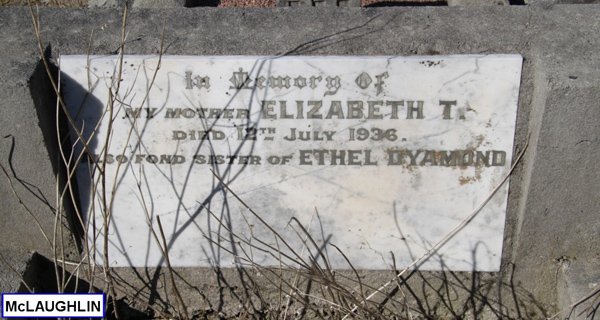 In Memory Of
MY MOTHER ELIZABETH T.
DIED 12TH JULY 1936.
ALSO FOND SISTER OF ETHEL DYAMOND
McLAUGHLIN